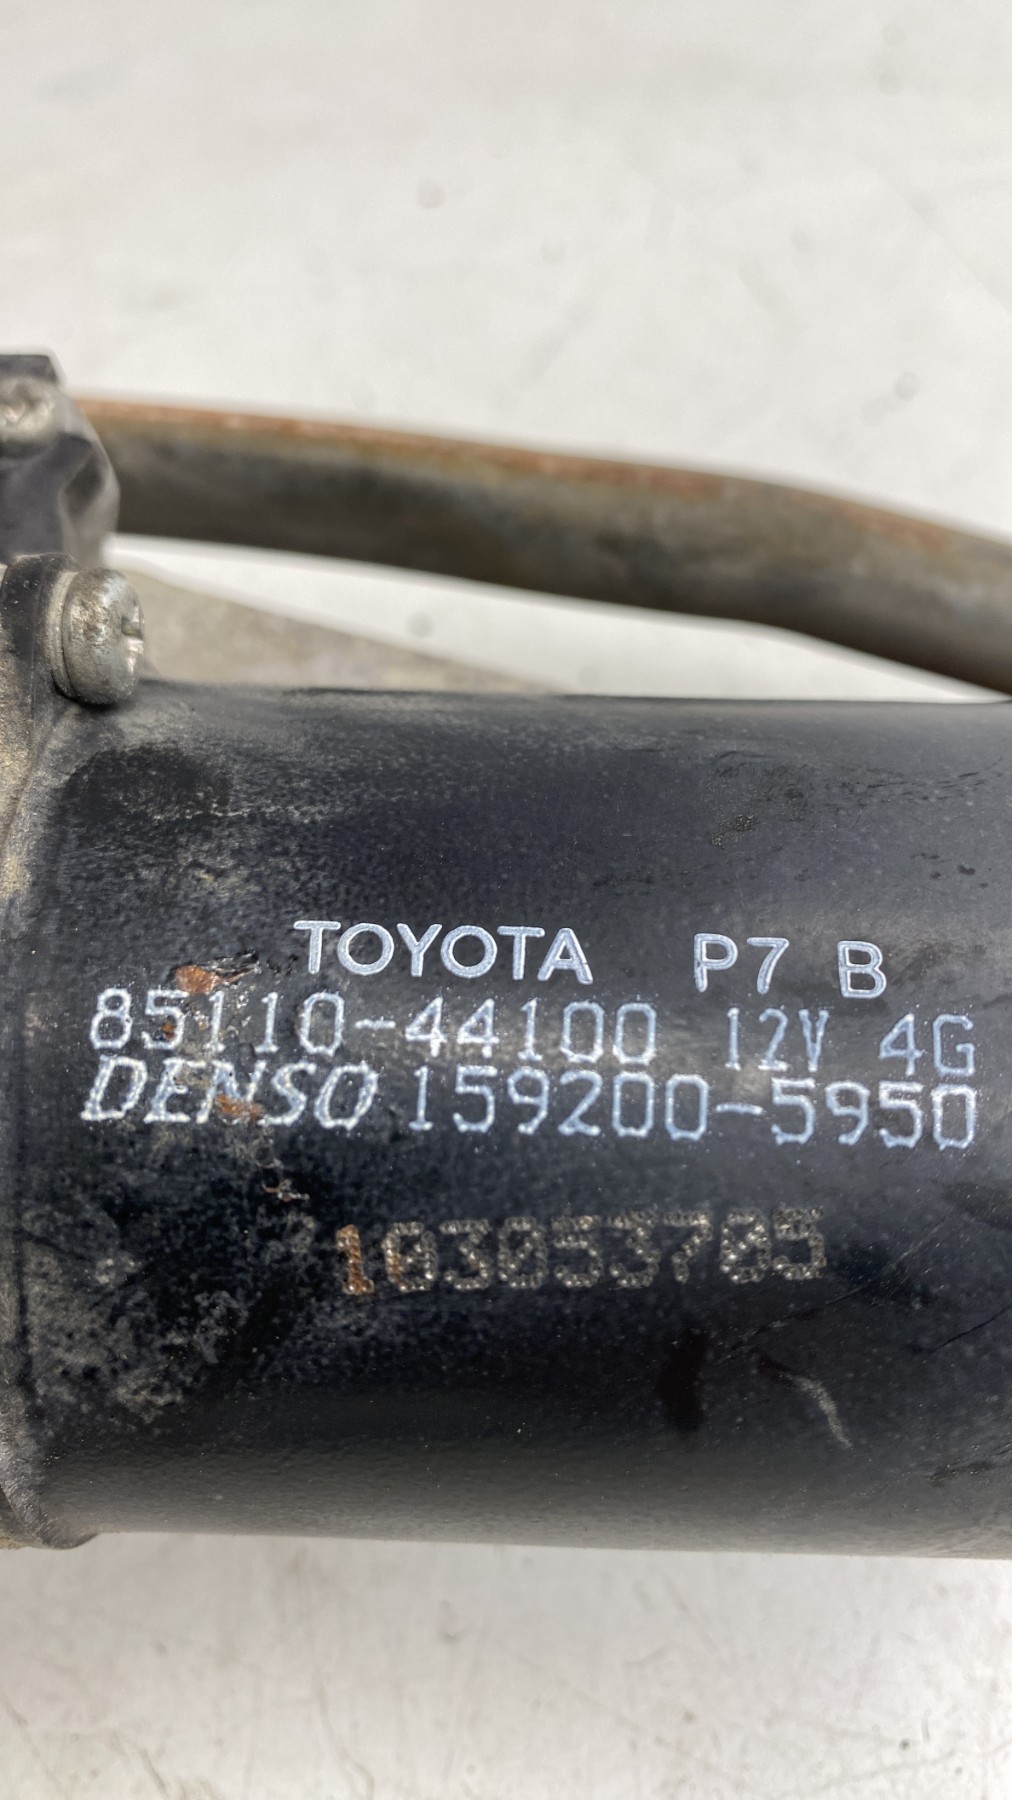 TOYOTA P7 B
85110-44100 12V 4G
DENSO 159200-5950
103053705